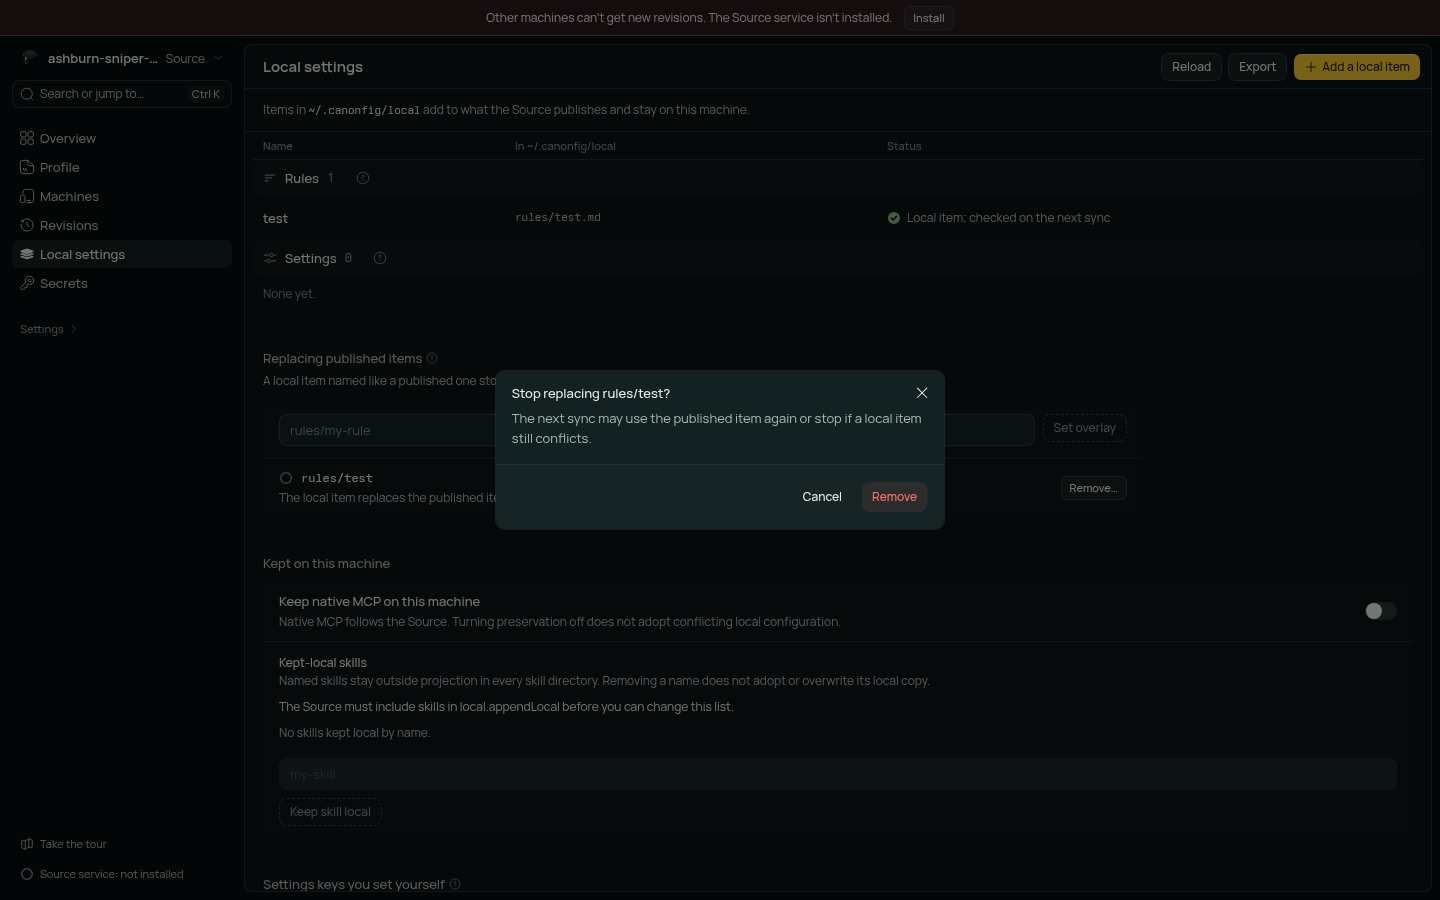 Other machines can't get new revisions. The Source service isn't installed.
Install
ashburn-sniper-... Source
Search or jump to... Ctrl K
Overview
Profile
Machines
Revisions
Local settings
Secrets
Settings
Take the tour
Source service: not installed
Local settings
Reload
Export
Add a local item
Items in ~/.canonfig/local add to what the Source publishes and stay on this machine.
Name In ~/.canonfig/local Status
Rules 1
test rules/test.md Local item; checked on the next sync
Settings 0
None yet.
Replacing published items
A local item named like a published one
rules/my-rule
Set overlay
rules/test
The local item replaces the published
Remove...
Stop replacing rules/test?
The next sync may use the published item again or stop if a local item
still conflicts.
Cancel
Remove
Kept on this machine
Keep native MCP on this machine
Native MCP follows the Source. Turning preservation off does not adopt conflicting local configuration.
Kept-local skills
Named skills stay outside projection in every skill directory. Removing a name does not adopt or overwrite its local copy.
The Source must include skills in local.appendLocal before you can change this list.
No skills kept local by name.
my-skill
Keep skill local
Settings keys you set yourself